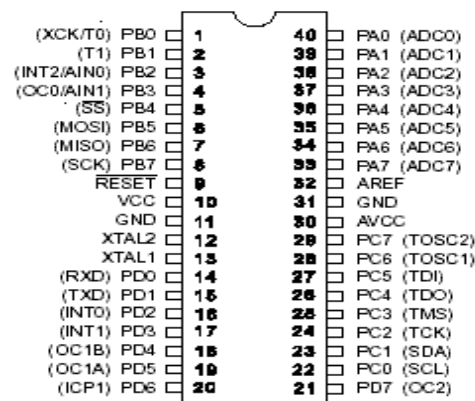 (XCK/T0) PB0 1 40 PA0 (ADC0)
(T1) PB1 2 39 PA1 (ADC1)
(INT2/AIN0) PB2 3 38 PA2 (ADC2)
(OC0/AIN1) PB3 4 37 PA3 (ADC3)
(SS) PB4 5 36 PA4 (ADC4)
(MOSI) PB5 6 35 PA5 (ADC5)
(MISO) PB6 7 34 PA6 (ADC6)
(SCK) PB7 8 33 PA7 (ADC7)
RESET 9 32 AREF
VCC 10 31 GND
GND 11 30 AVCC
XTAL2 12 29 PC7 (TOSC2)
XTAL1 13 28 PC6 (TOSC1)
(RXD) PD0 14 27 PC5 (TDI)
(TXD) PD1 15 26 PC4 (TDO)
(INT0) PD2 16 25 PC3 (TMS)
(INT1) PD3 17 24 PC2 (TCK)
(OC1B) PD4 18 23 PC1 (SDA)
(OC1A) PD5 19 22 PC0 (SCL)
(ICP1) PD6 20 21 PD7 (OC2)